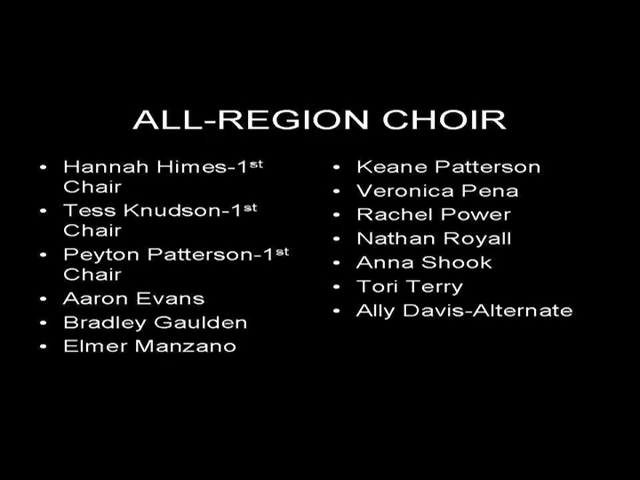 ALL-REGION CHOIR
• Hannah Himes-1st
Chair
• Tess Knudson-1st
Chair
• Peyton Patterson-1st
Chair
• Aaron Evans
• Bradley Gaulden
• Elmer Manzano
• Keane Patterson
• Veronica Pena
• Rachel Power
• Nathan Royall
• Anna Shook
• Tori Terry
• Ally Davis-Alternate